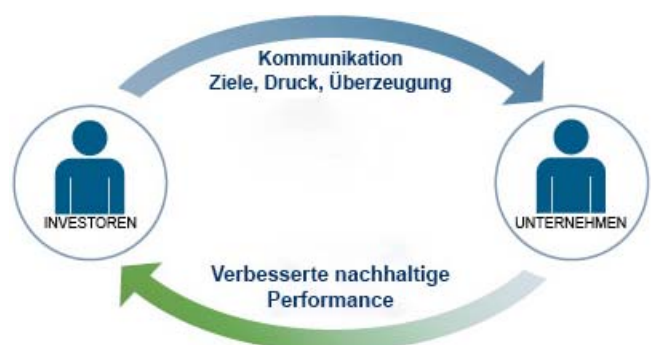 Kommunikation
Ziele, Druck, Überzeugung
INVESTOREN
UNTERNEHMEN
Verbesserte nachhaltige
Performance